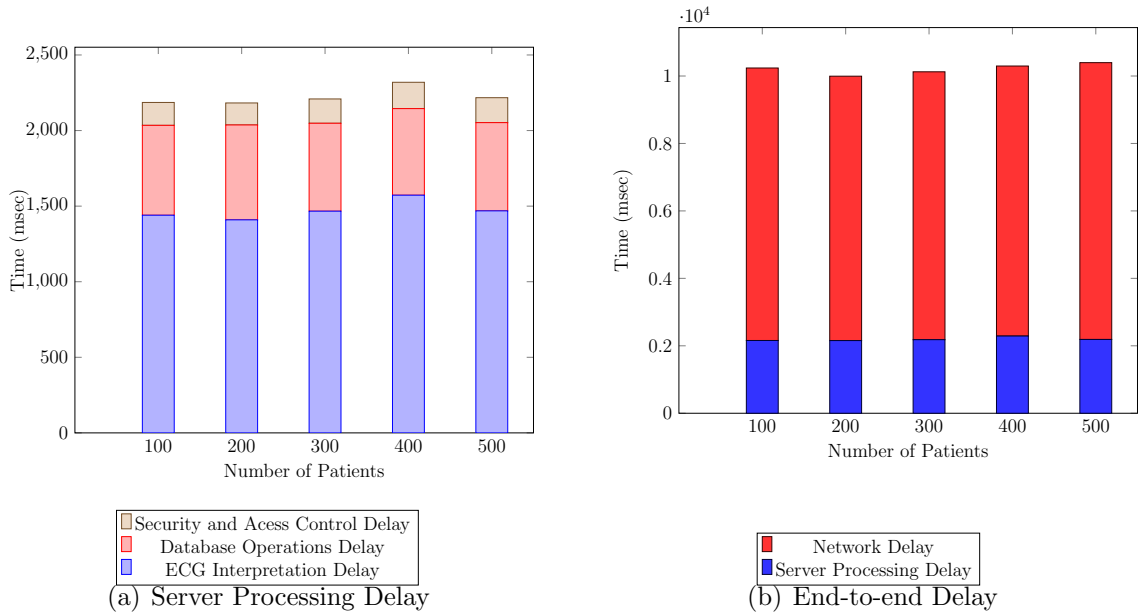 2,500
2,000
1,500
1,000
500
0
Time (msec)
100 200 300 400 500
Number of Patients
Security and Acess Control Delay
Database Operations Delay
ECG Interpretation Delay
(a) Server Processing Delay
·10⁴
1
0.8
0.6
0.4
0.2
0
Time (msec)
100 200 300 400 500
Number of Patients
Network Delay
Server Processing Delay
(b) End-to-end Delay